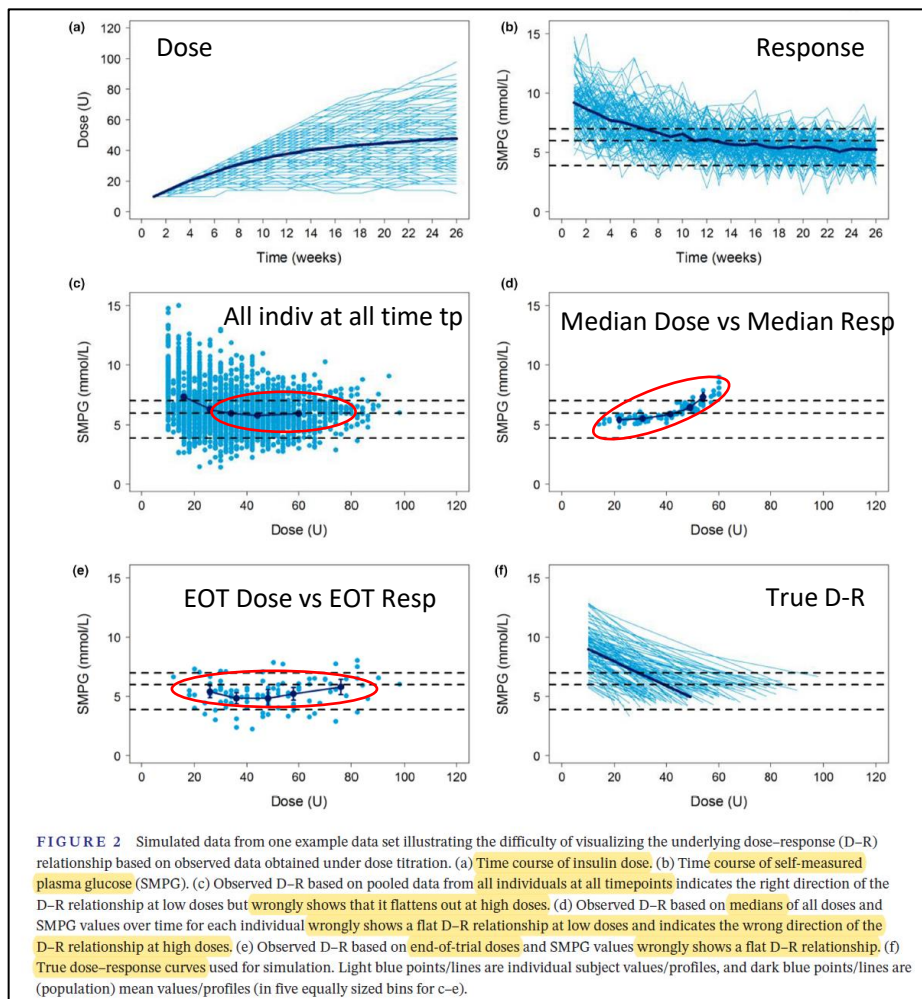 (a)
Dose
Dose (U)
120
100
80
60
40
20
0
0 2 4 6 8 10 12 14 16 18 20 22 24 26
Time (weeks)
(b)
Response
SMPG (mmol/L)
15
10
5
0
0 2 4 6 8 10 12 14 16 18 20 22 24 26
Time (weeks)
(c)
All indiv at all time tp
SMPG (mmol/L)
15
10
5
0
0 20 40 60 80 100 120
Dose (U)
(d)
Median Dose vs Median Resp
SMPG (mmol/L)
15
10
5
0
0 20 40 60 80 100 120
Dose (U)
(e)
EOT Dose vs EOT Resp
SMPG (mmol/L)
15
10
5
0
0 20 40 60 80 100 120
Dose (U)
(f)
True D-R
SMPG (mmol/L)
15
10
5
0
0 20 40 60 80 100 120
Dose (U)
FIGURE 2 Simulated data from one example data set illustrating the difficulty of visualizing the underlying dose–response (D–R)
relationship based on observed data obtained under dose titration. (a) Time course of insulin dose. (b) Time course of self-measured
plasma glucose (SMPG). (c) Observed D–R based on pooled data from all individuals at all timepoints indicates the right direction of the
D–R relationship at low doses but wrongly shows that it flattens out at high doses. (d) Observed D–R based on medians of all doses and
SMPG values over time for each individual wrongly shows a flat D–R relationship at low doses and indicates the wrong direction of the
D–R relationship at high doses. (e) Observed D–R based on end-of-trial doses and SMPG values wrongly shows a flat D–R relationship. (f)
True dose–response curves used for simulation. Light blue points/lines are individual subject values/profiles, and dark blue points/lines are
(population) mean values/profiles (in five equally sized bins for c–e).